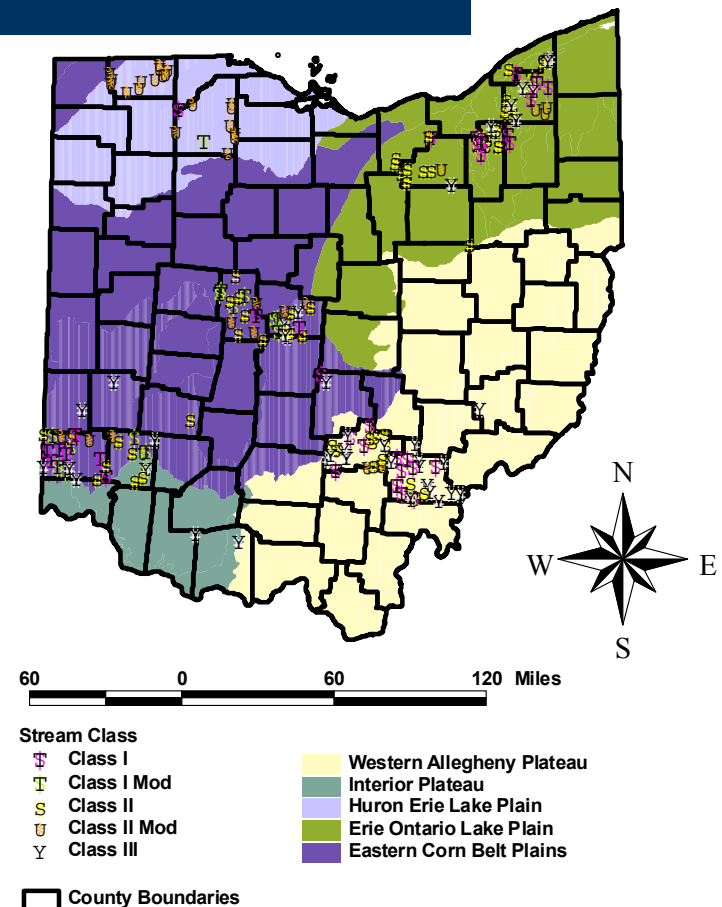 N
W E
S
60 0 60 120 Miles
Stream Class
Class I
Class I Mod
Class II
Class II Mod
Class III
Western Allegheny Plateau
Interior Plateau
Huron Erie Lake Plain
Erie Ontario Lake Plain
Eastern Corn Belt Plains
County Boundaries